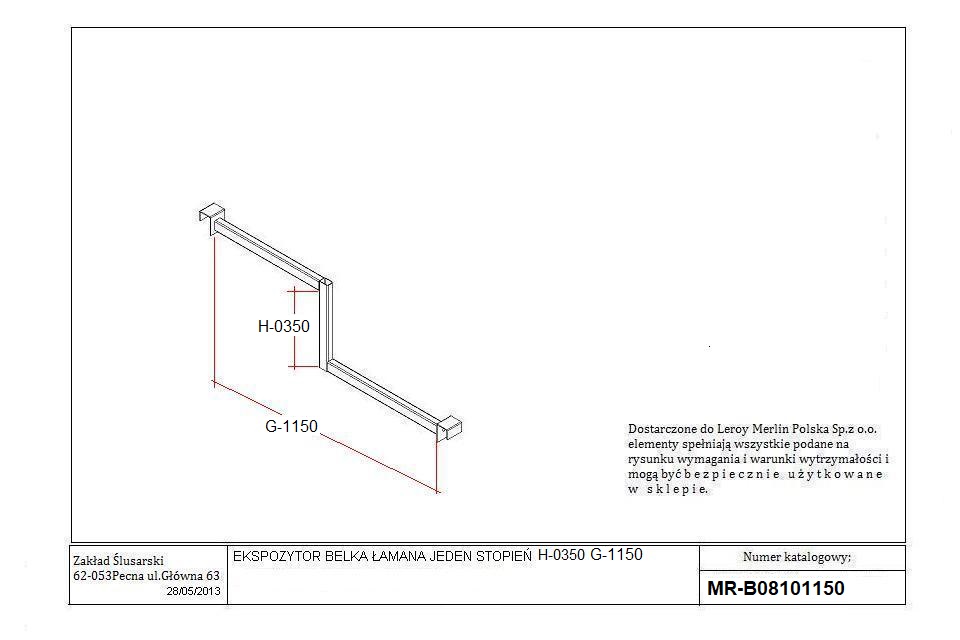 H-0350
G-1150
Dostarczone do Leroy Merlin Polska Sp.z o.o.
elementy spełniają wszystkie podane na
rysunku wymagania i warunki wytrzymałości i
mogą być b e z p i e c z n i e u ż y t k o w a n e
w s k l e p i e.
Zakład Ślusarski
62-053Pecna ul.Główna 63
28/05/2013
EKSPOZYTOR BELKA ŁAMANA JEDEN STOPIEŃ H-0350 G-1150
Numer katalogowy;
MR-B08101150